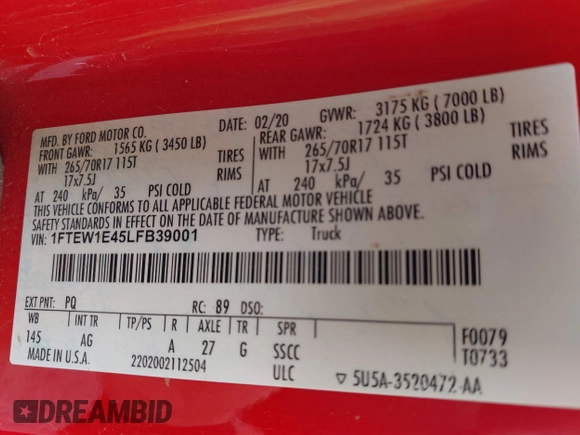 MFD. BY FORD MOTOR CO.
DATE: 02/20 GVWR: 3175 KG ( 7000 LB)
FRONT GAWR: 1565 KG ( 3450 LB) REAR GAWR: 1724 KG ( 3800 LB)
WITH 265/70R17 115T TIRES WITH 265/70R17 115T TIRES
17x7.5J RIMS 17x7.5J RIMS
AT 240 kPa/ 35 PSI COLD AT 240 kPa/ 35 PSI COLD
THIS VEHICLE CONFORMS TO ALL APPLICABLE FEDERAL MOTOR VEHICLE
SAFETY STANDARDS IN EFFECT ON THE DATE OF MANUFACTURE SHOWN ABOVE.
VIN: 1FTEW1E45LFB39001 TYPE: Truck
EXT PNT: PQ RC: 89 DSO:
WB INT TR TP/PS R AXLE TR SPR
145 AG A 27 G SSCC
F0079
T0733
MADE IN U.S.A. 2202002112504 ULC
5U5A-3520472-AA
DREAMBID